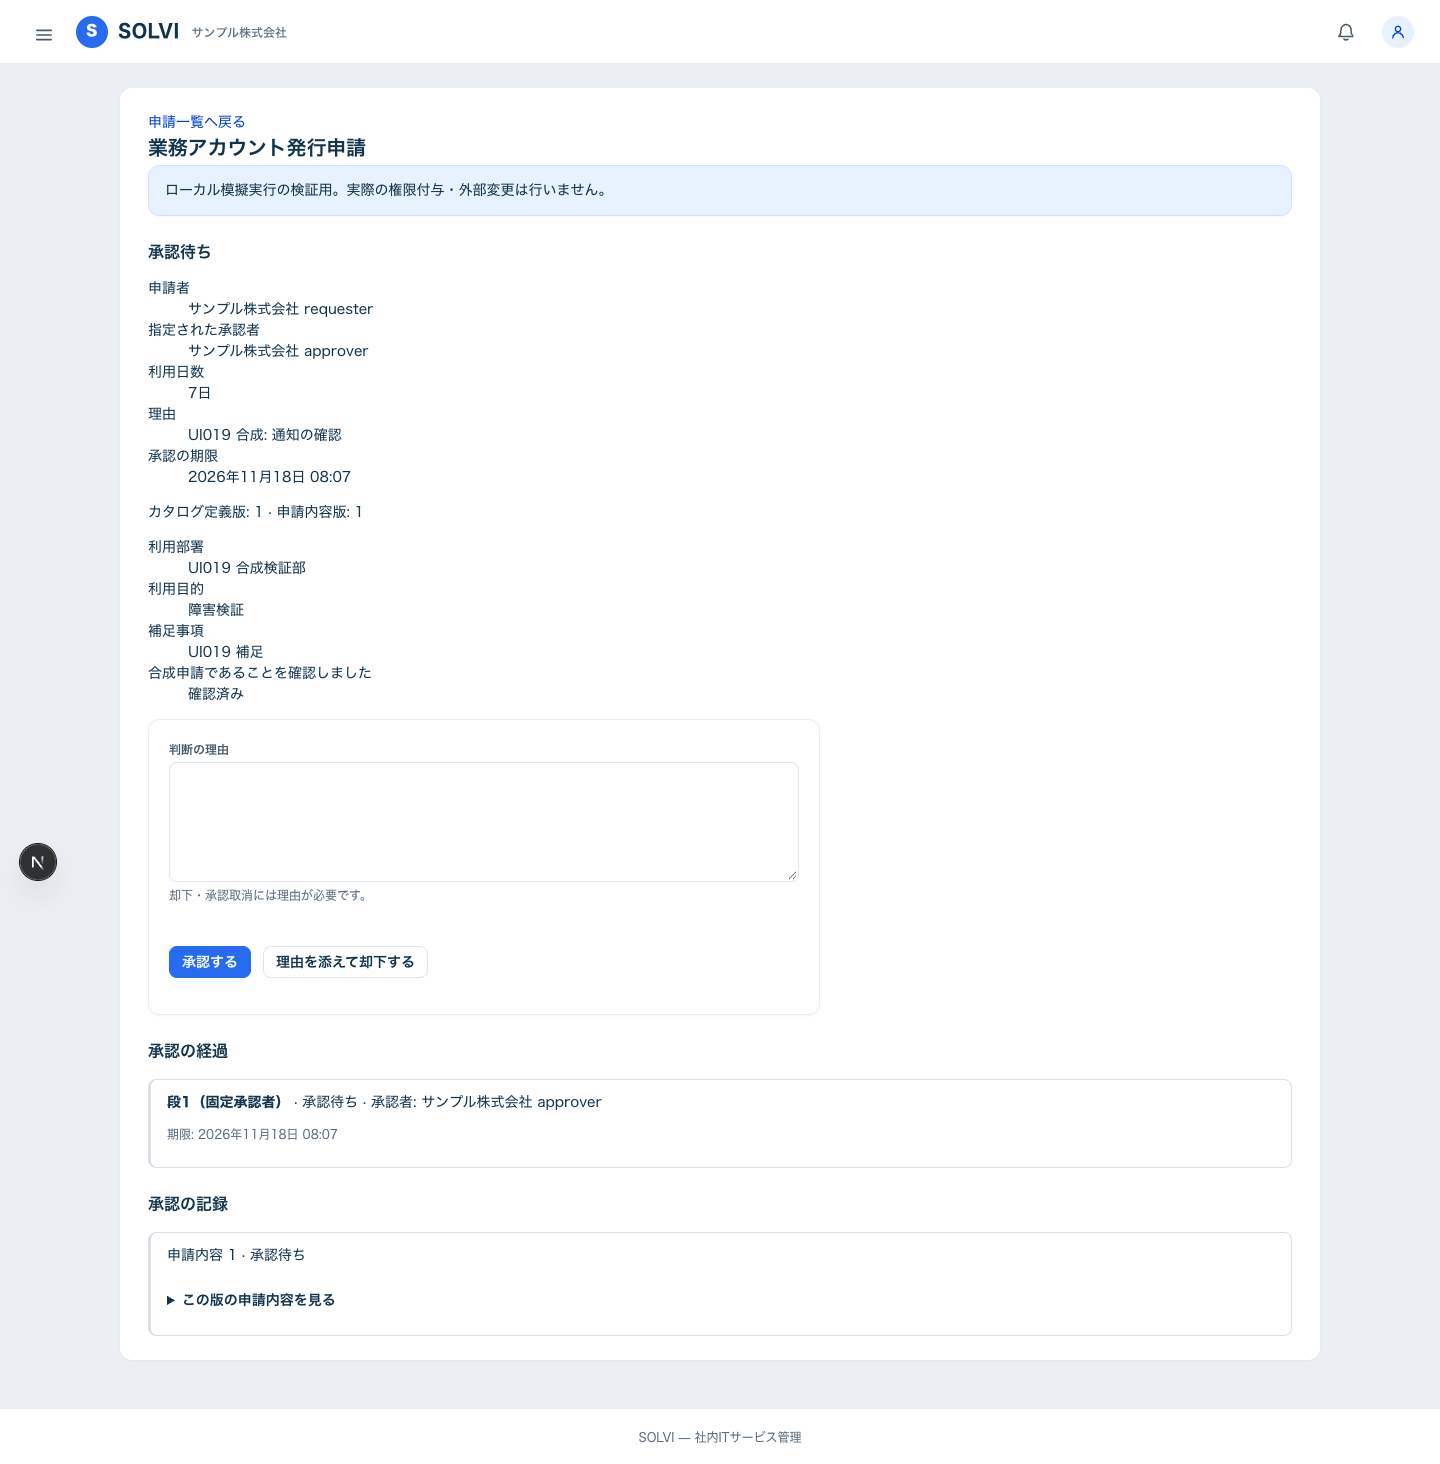 S SOLVI サンプル株式会社
申請一覧へ戻る
業務アカウント発行申請
ローカル模擬実行の検証用。実際の権限付与・外部変更は行いません。
承認待ち
申請者
サンプル株式会社 requester
指定された承認者
サンプル株式会社 approver
利用日数
7日
理由
UI019 合成: 通知の確認
承認の期限
2026年11月18日 08:07
カタログ定義版: 1 · 申請内容版: 1
利用部署
UI019 合成検証部
利用目的
障害検証
補足事項
UI019 補足
合成申請であることを確認しました
確認済み
判断の理由
却下・承認取消には理由が必要です。
承認する 理由を添えて却下する
N
承認の経過
段1（固定承認者） · 承認待ち · 承認者: サンプル株式会社 approver
期限: 2026年11月18日 08:07
承認の記録
申請内容 1 · 承認待ち
▶ この版の申請内容を見る
SOLVI — 社内ITサービス管理